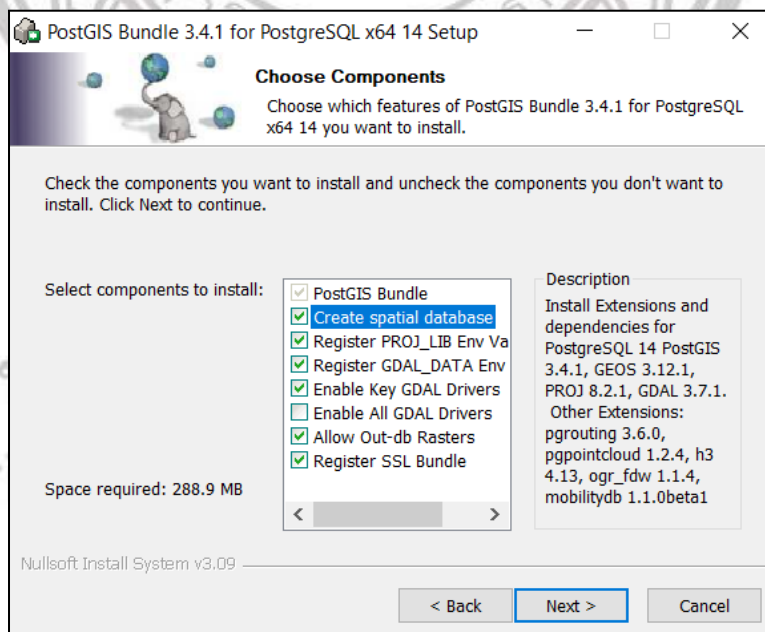 PostGIS Bundle 3.4.1 for PostgreSQL x64 14 Setup
Choose Components
Choose which features of PostGIS Bundle 3.4.1 for PostgreSQL
x64 14 you want to install.
Check the components you want to install and uncheck the components you don't want to
install. Click Next to continue.
Select components to install:
PostGIS Bundle
Create spatial database
Register PROJ_LIB Env Va
Register GDAL_DATA Env
Enable Key GDAL Drivers
Enable All GDAL Drivers
Allow Out-db Rasters
Register SSL Bundle
Space required: 288.9 MB
Description
Install Extensions and
dependencies for
PostgreSQL 14 PostGIS
3.4.1, GEOS 3.12.1,
PROJ 8.2.1, GDAL 3.7.1.
Other Extensions:
pgrouting 3.6.0,
pgpointcloud 1.2.4, h3
4.13, ogr_fdw 1.1.4,
mobilitydb 1.1.0beta1
Nullsoft Install System v3.09
< Back
Next >
Cancel